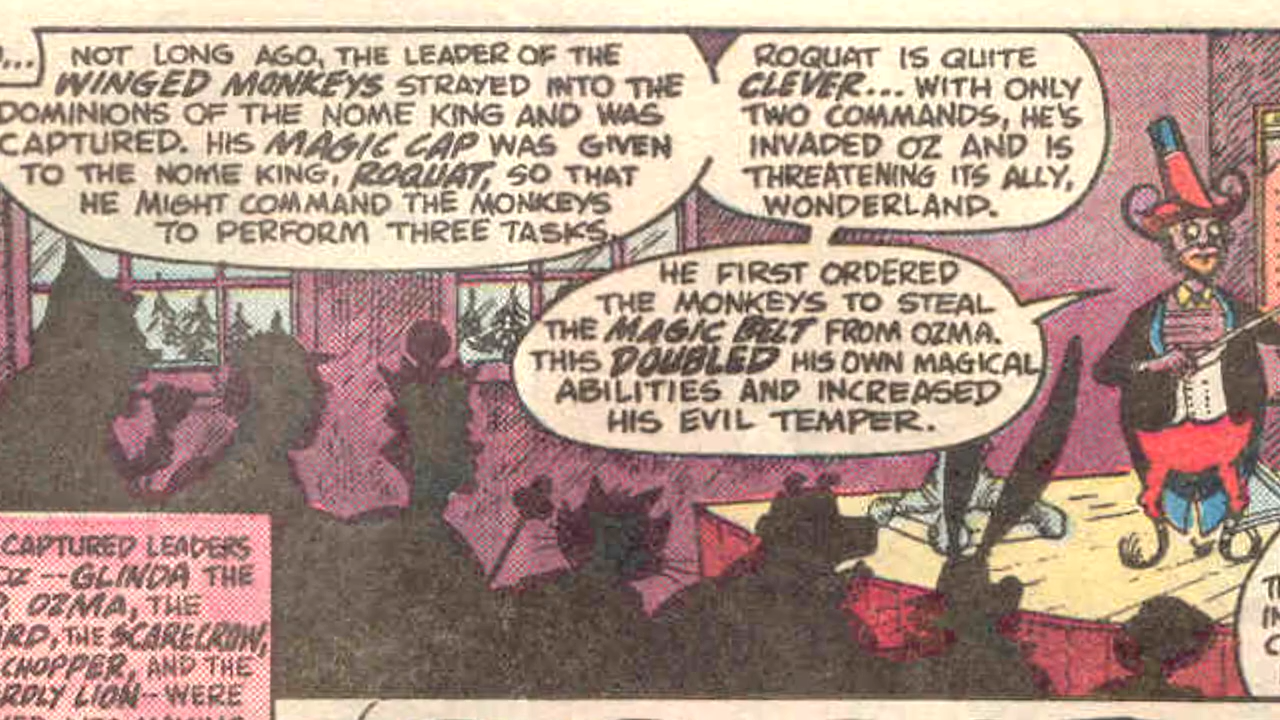 NOT LONG AGO, THE LEADER OF THE
WINGED MONKEYS STRAYED INTO THE
DOMINIONS OF THE NOME KING AND WAS
CAPTURED. HIS MAGIC CAP WAS GIVEN
TO THE NOME KING, ROQUAT, SO THAT
HE MIGHT COMMAND THE MONKEYS
TO PERFORM THREE TASKS.
ROQUAT IS QUITE
CLEVER... WITH ONLY
TWO COMMANDS, HE'S
INVADED OZ AND IS
THREATENING ITS ALLY,
WONDERLAND.
HE FIRST ORDERED
THE MONKEYS TO STEAL
THE MAGIC BELT FROM OZMA.
THIS DOUBLED HIS OWN MAGICAL
ABILITIES AND INCREASED
HIS EVIL TEMPER.
CAPTURED LEADERS
OZ--GLINDA THE
OZMA, THE
ARD, THE SCARECROW,
CHOPPER, AND THE
RDLY LION--WERE